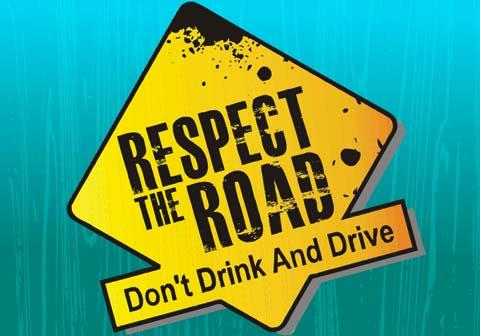 RESPECT
THE ROAD
Don't Drink And Drive